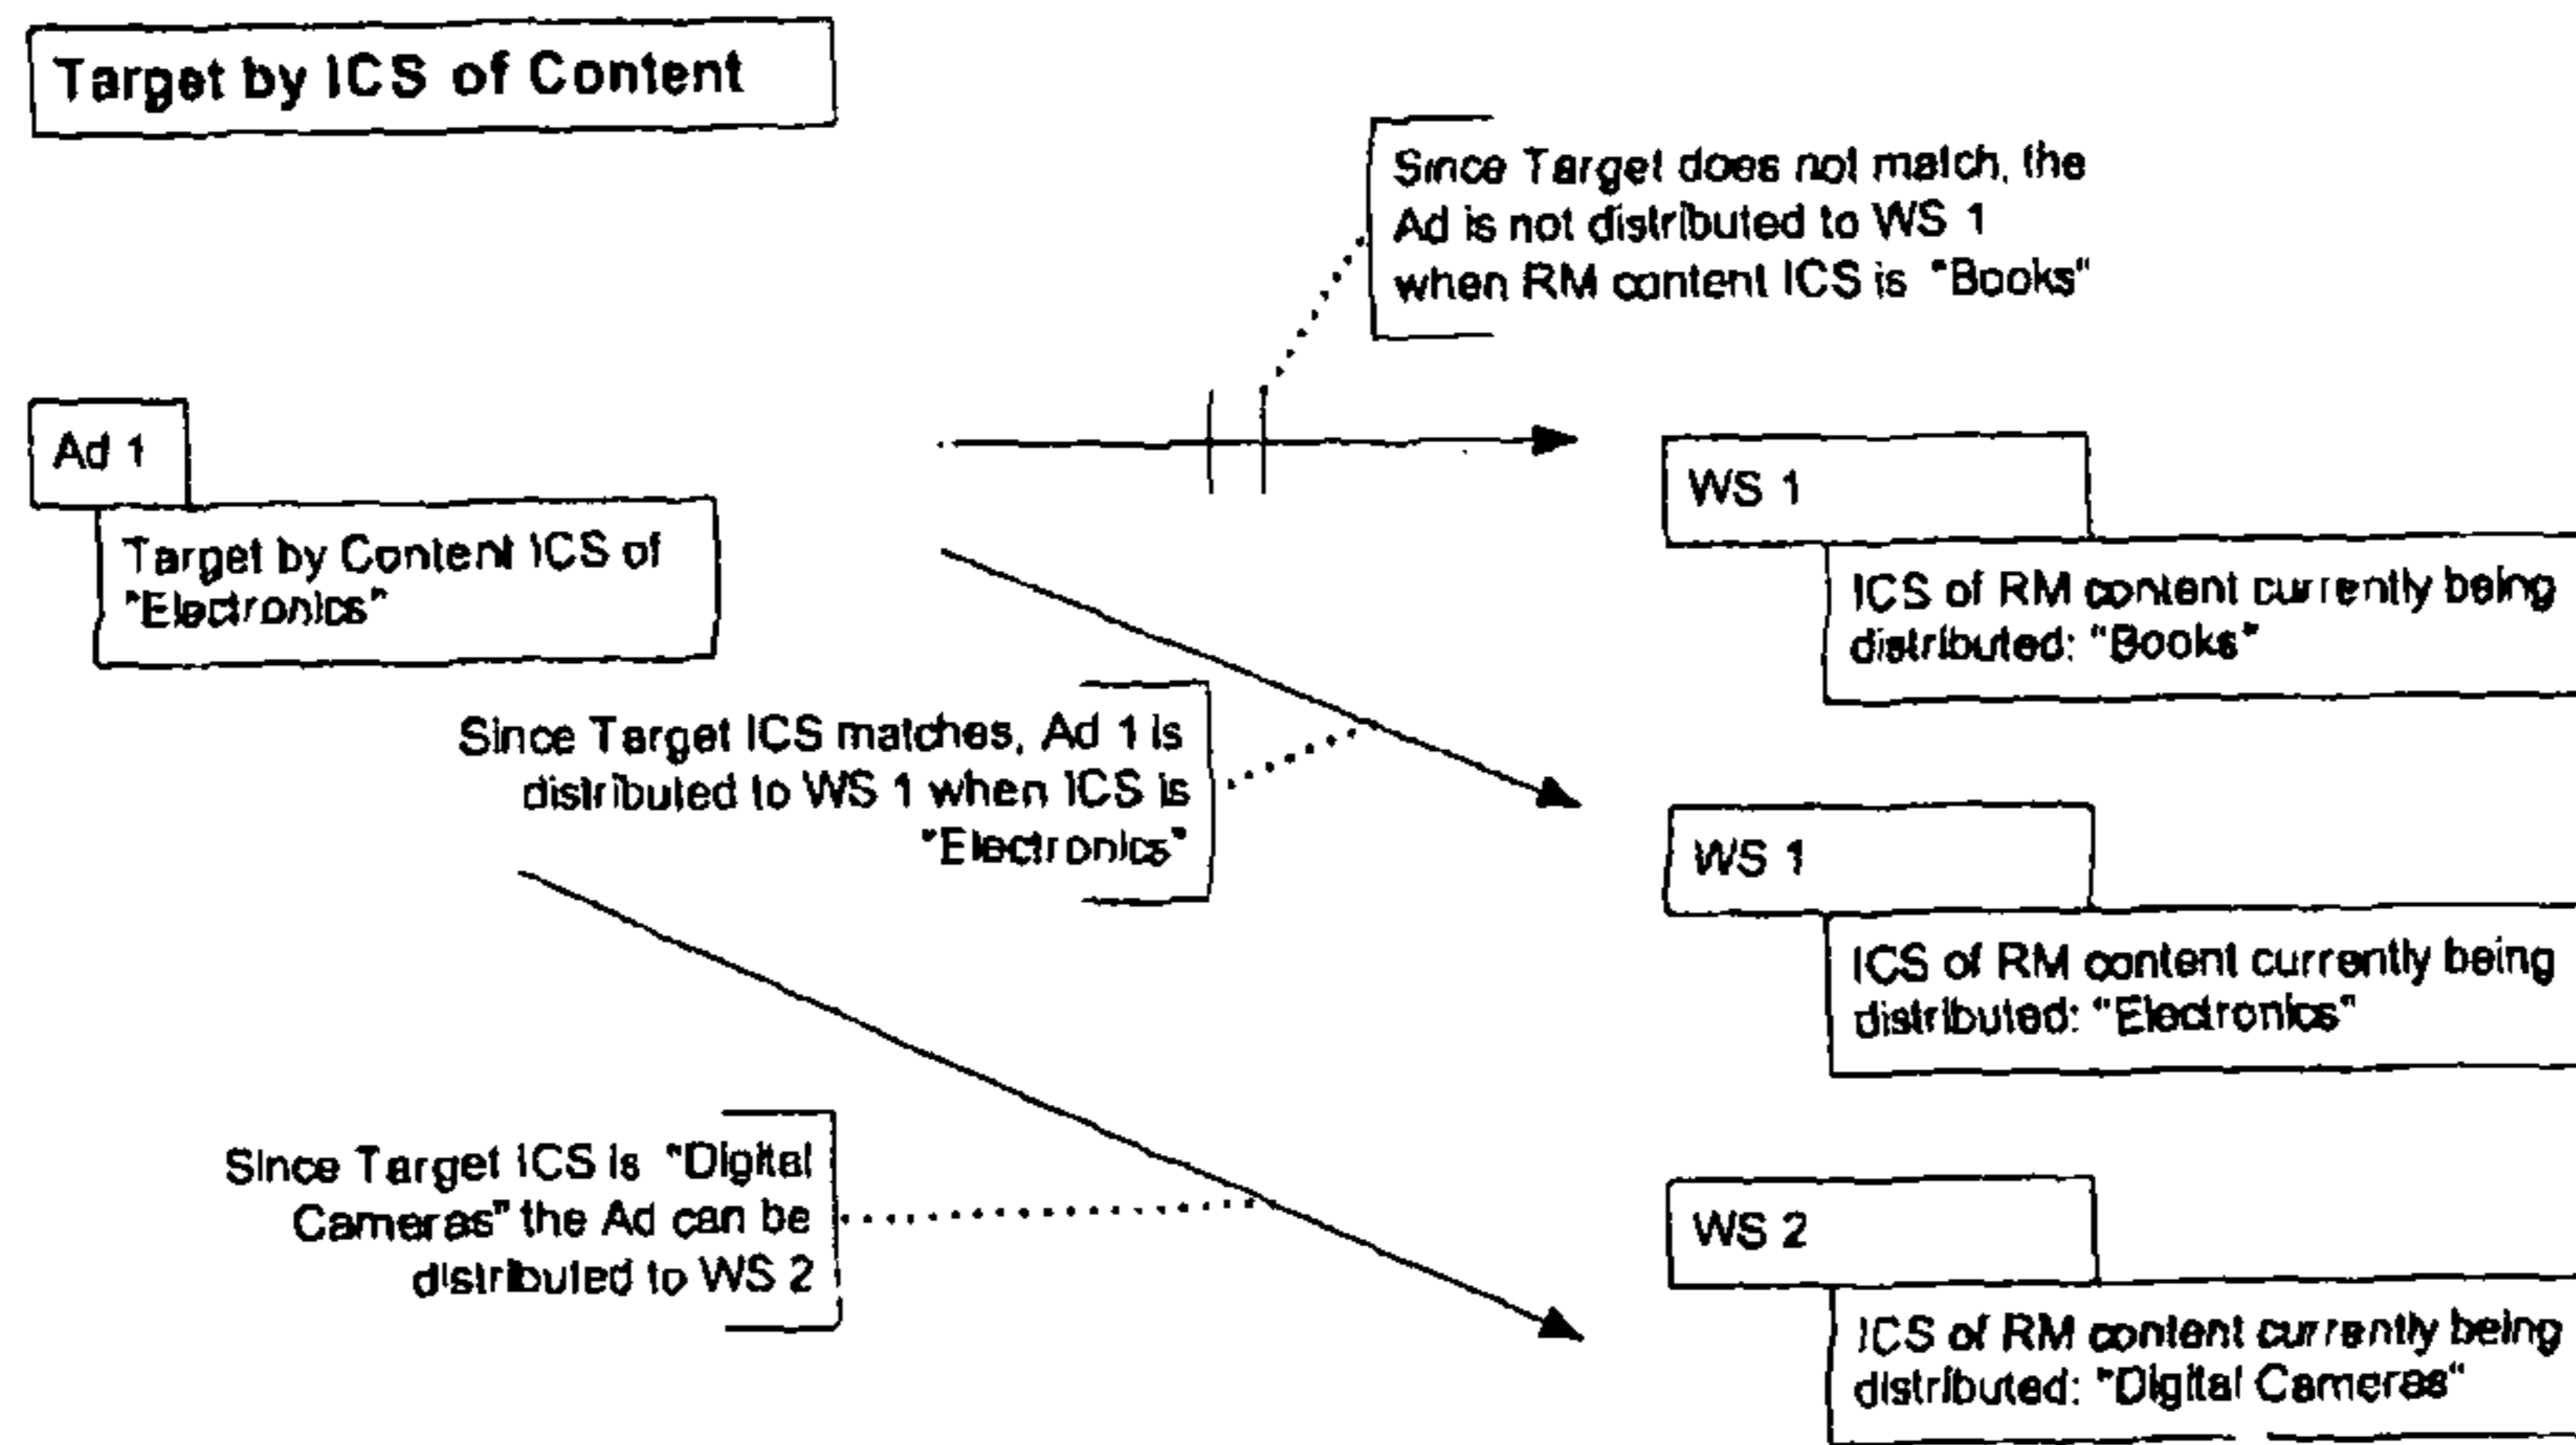 Target by ICS of Content
Since Target does not match, the
Ad is not distributed to WS 1
when RM content ICS is "Books"
Ad 1
Target by Content ICS of
"Electronics"
WS 1
ICS of RM content currently being
distributed: "Books"
Since Target ICS matches, Ad 1 is
distributed to WS 1 when ICS is
"Electronics"
WS 1
ICS of RM content currently being
distributed: "Electronics"
Since Target ICS is "Digital
Cameras" the Ad can be
distributed to WS 2
WS 2
ICS of RM content currently being
distributed: "Digital Cameras"